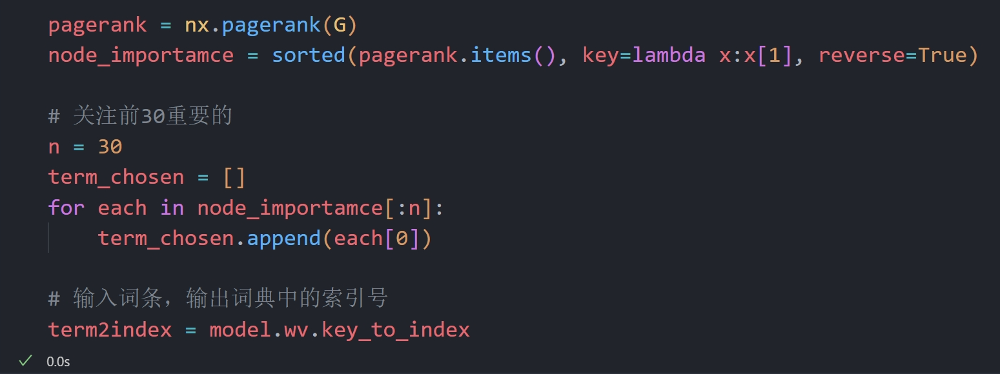 pagerank = nx.pagerank(G)
node_importamce = sorted(pagerank.items(), key=lambda x:x[1], reverse=True)
# 关注前30重要的
n = 30
term_chosen = []
for each in node_importamce[:n]:
    term_chosen.append(each[0])
# 输入词条，输出词典中的索引号
term2index = model.wv.key_to_index
0.0s